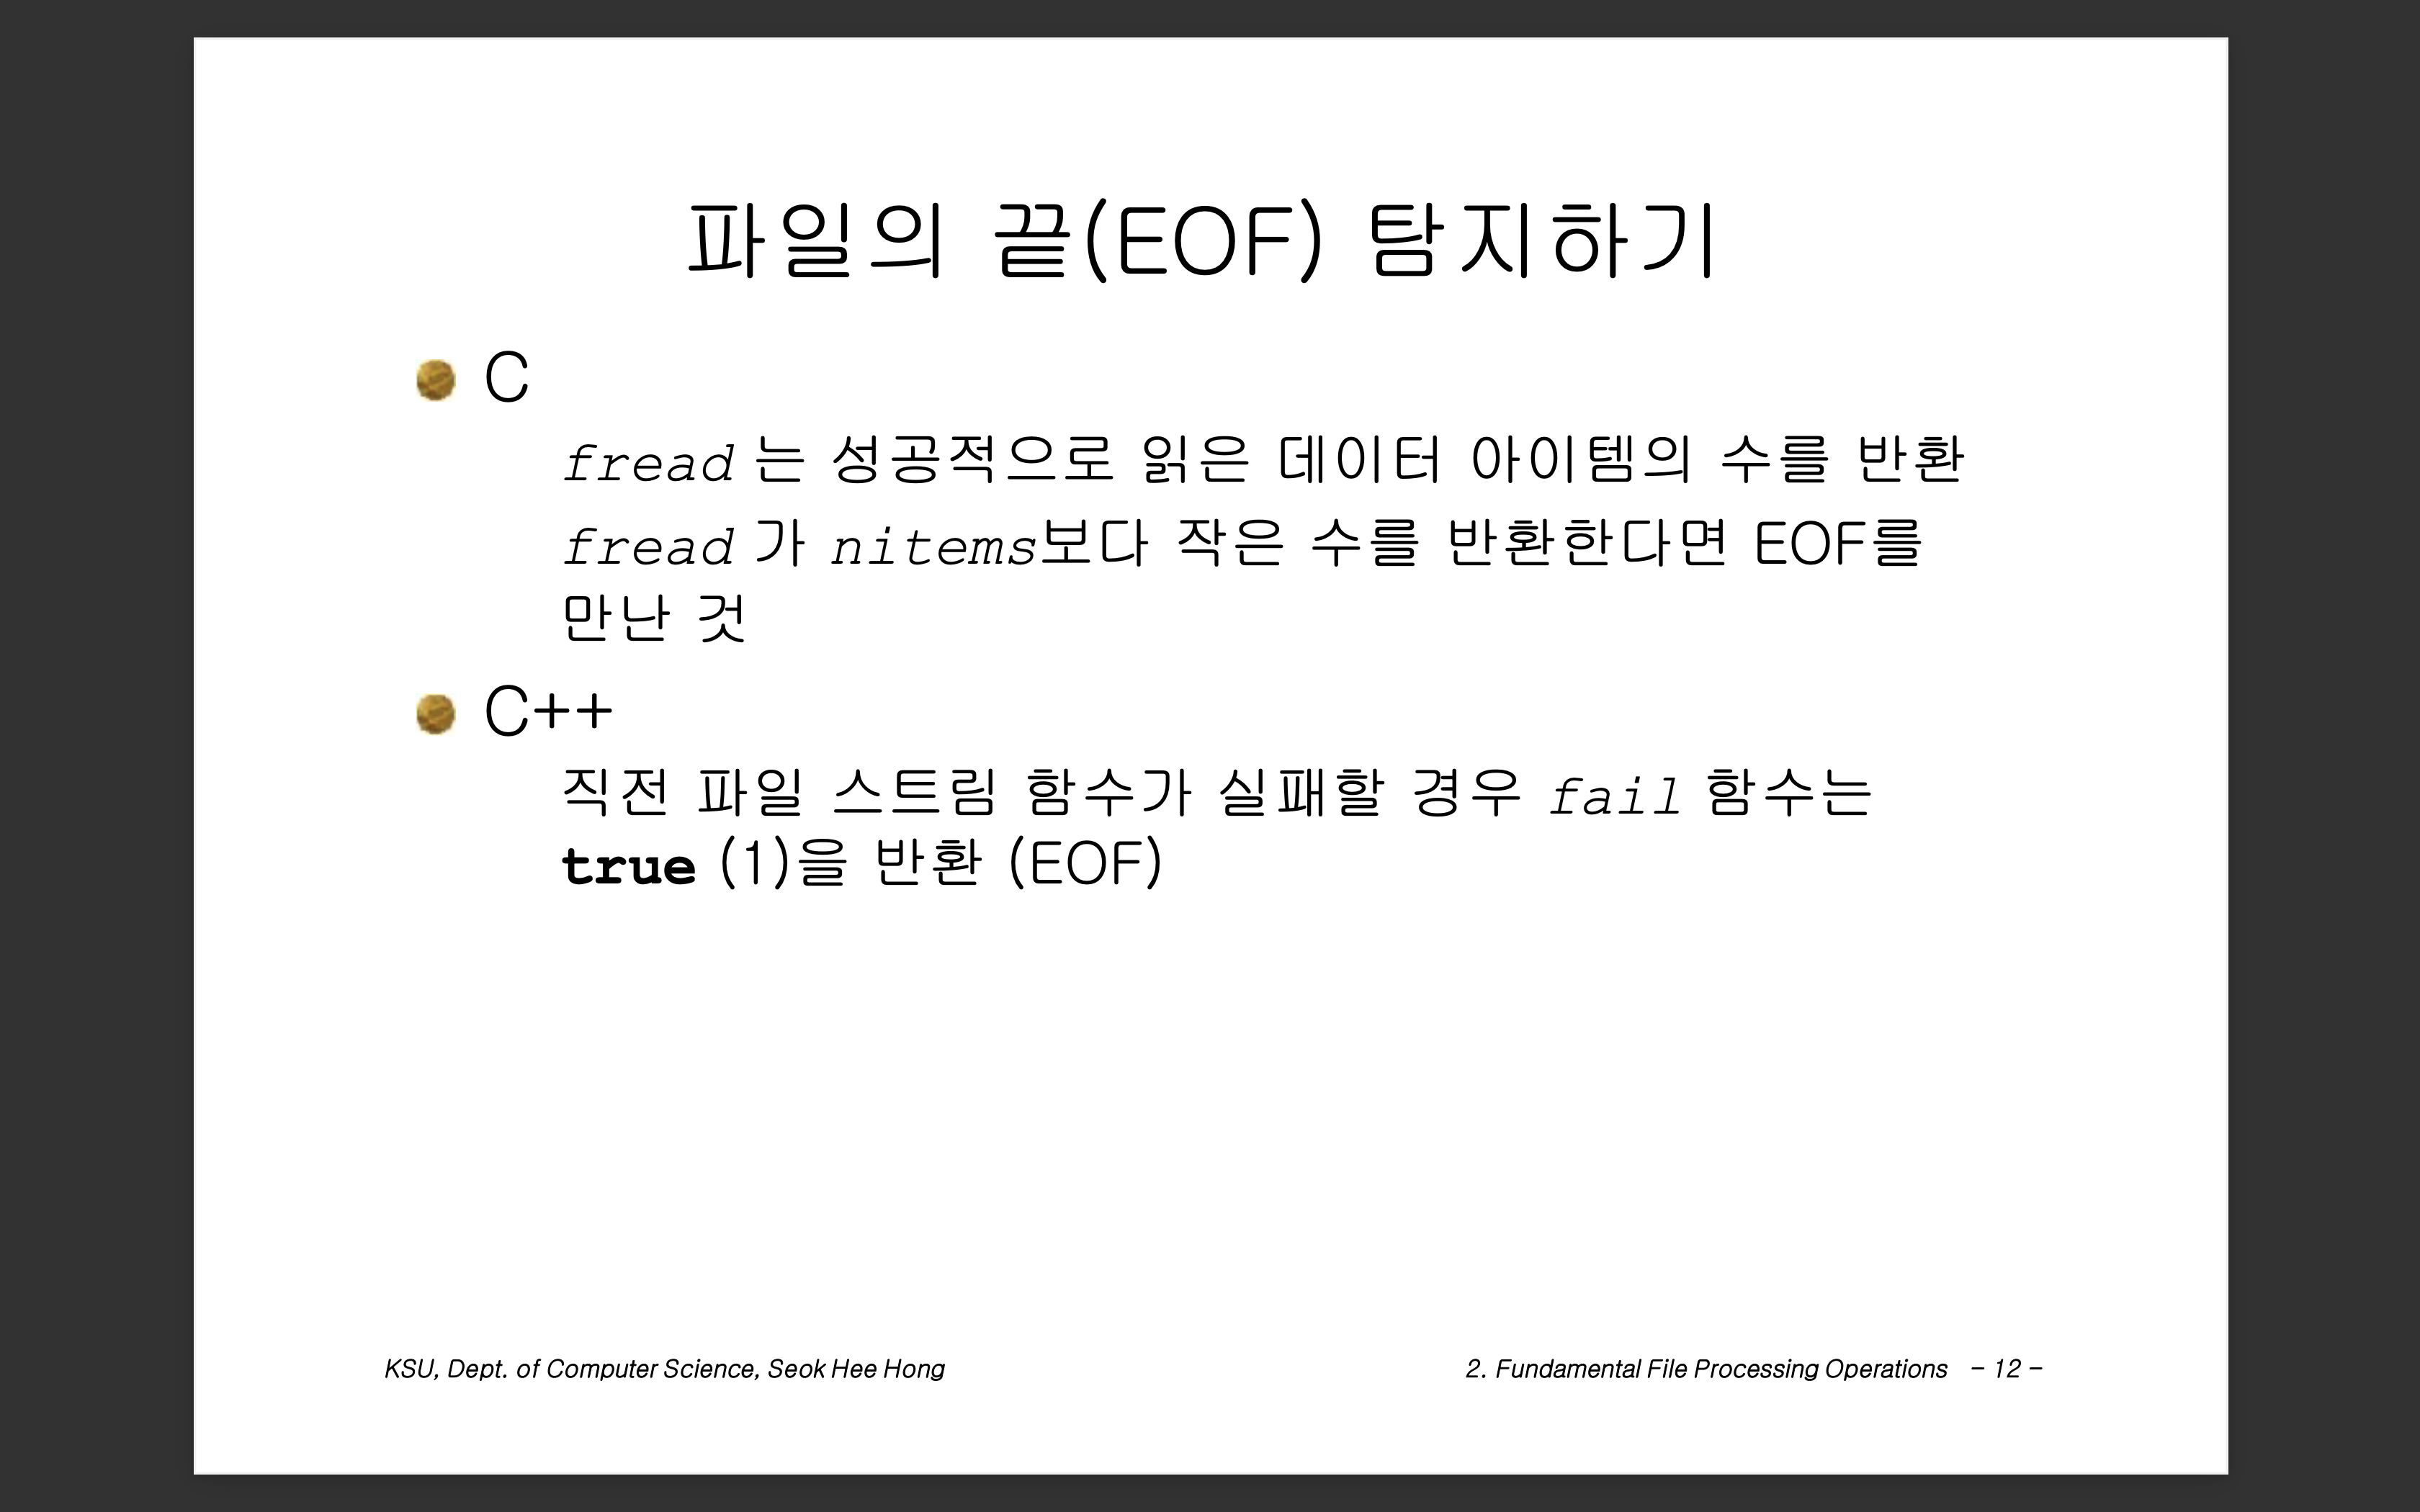 파일의 끝(EOF) 탐지하기
C
fread 는 성공적으로 읽은 데이터 아이템의 수를 반환
fread 가 nitems보다 작은 수를 반환한다면 EOF를
만난 것
C++
직전 파일 스트림 함수가 실패할 경우 fail 함수는
true (1)을 반환 (EOF)
KSU, Dept. of Computer Science, Seok Hee Hong
2. Fundamental File Processing Operations - 12 -